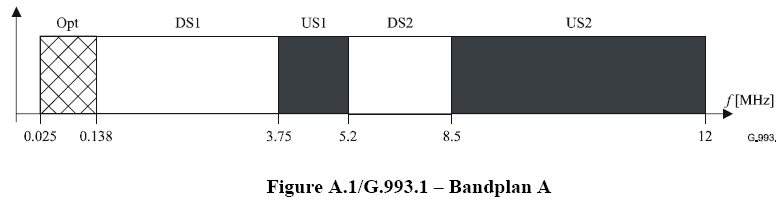 Opt DS1 US1 DS2 US2
f [MHz]
0.025 0.138 3.75 5.2 8.5 12 G.993.
Figure A.1/G.993.1 – Bandplan A